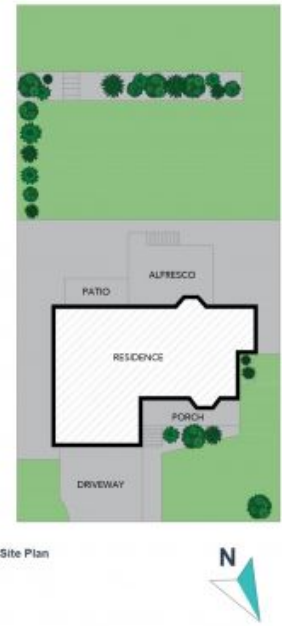 ALFRESCO
PATIO
RESIDENCE
PORCH
DRIVEWAY
Site Plan
N